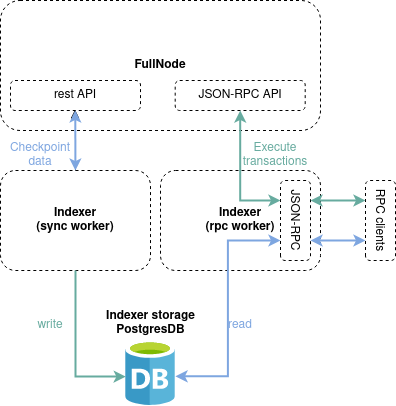 FullNode
rest API
JSON-RPC API
Checkpoint
data
Execute
transactions
Indexer
(sync worker)
Indexer
(rpc worker)
JSON-RPC
RPC clients
write
Indexer storage
PostgresDB
read
DB